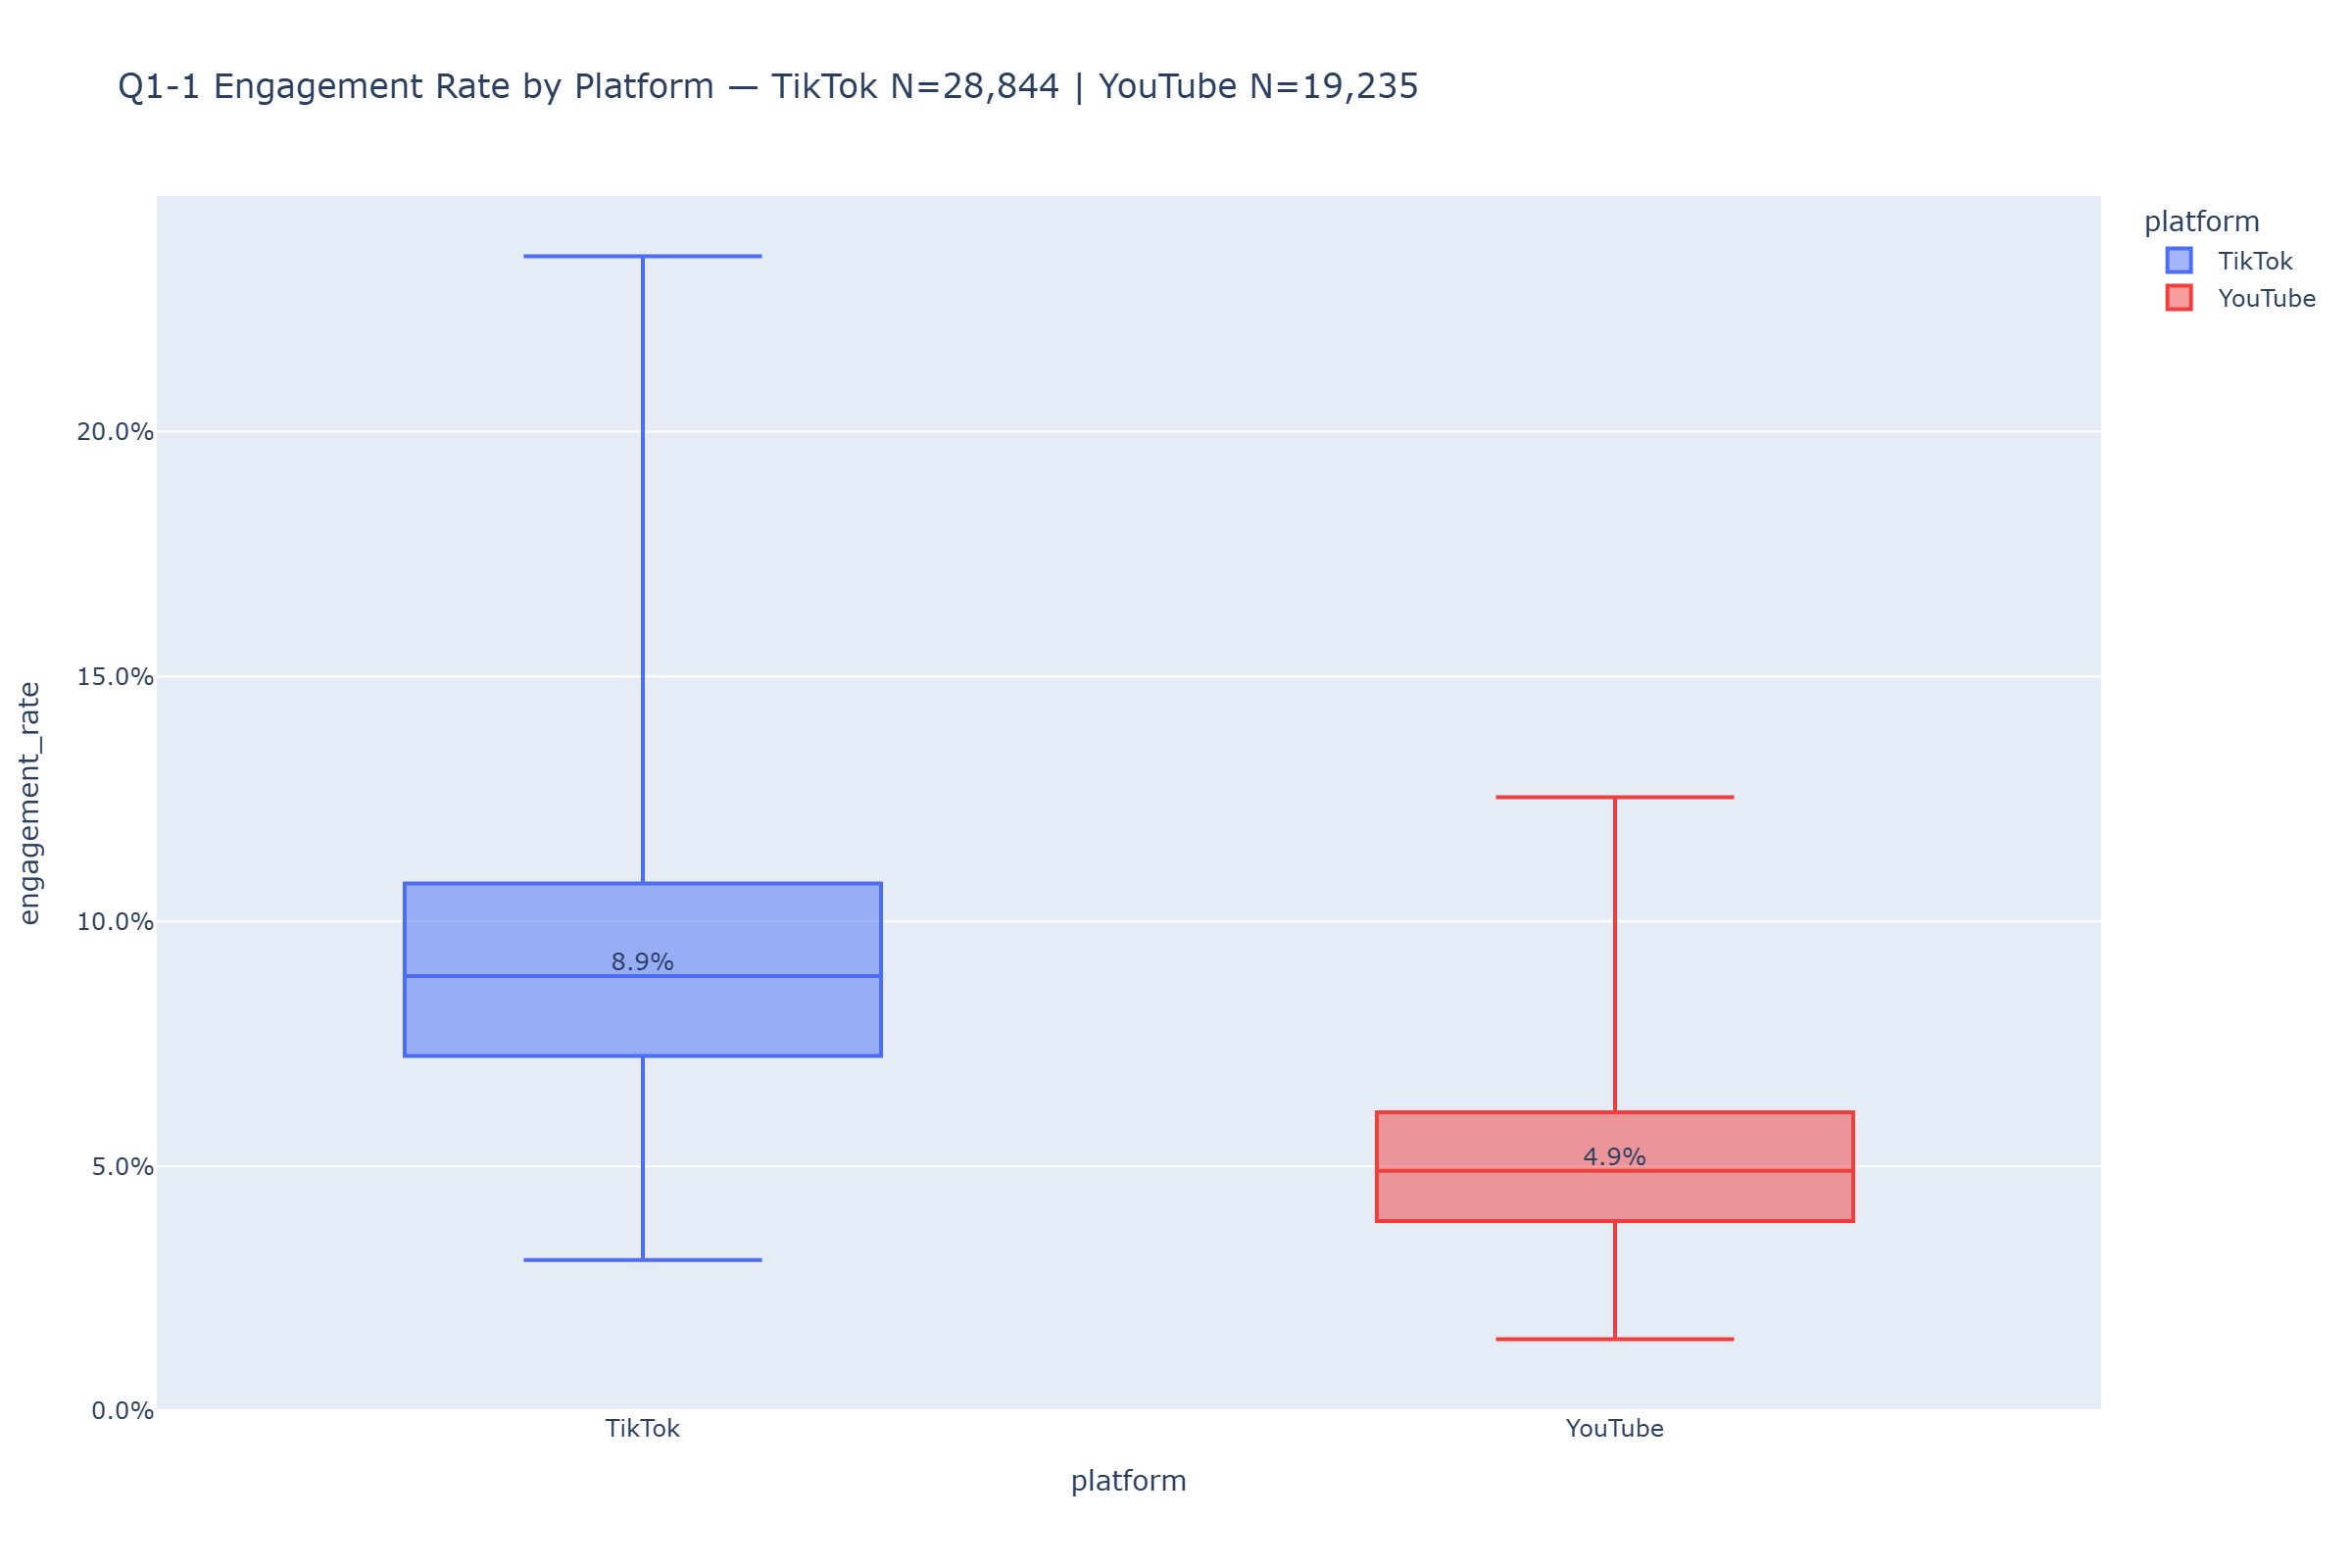 Q1-1 Engagement Rate by Platform — TikTok N=28,844 | YouTube N=19,235
platform
TikTok
YouTube
engagement_rate
20.0%
15.0%
10.0%
5.0%
0.0%
8.9%
4.9%
TikTok
YouTube
platform